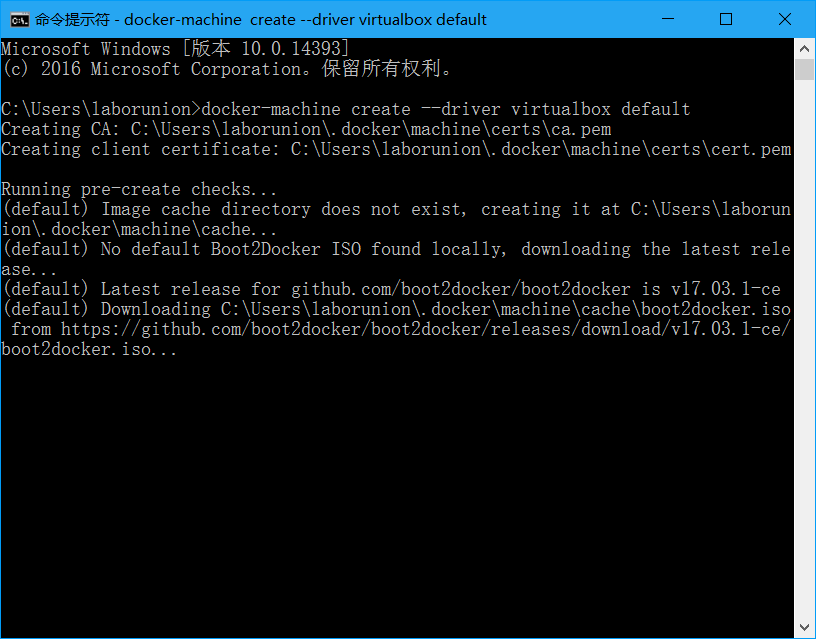 命令提示符 - docker-machine  create --driver virtualbox default
Microsoft Windows [版本 10.0.14393]
(c) 2016 Microsoft Corporation。保留所有权利。
C:\Users\laborunion>docker-machine create --driver virtualbox default
Creating CA: C:\Users\laborunion\.docker\machine\certs\ca.pem
Creating client certificate: C:\Users\laborunion\.docker\machine\certs\cert.pem
Running pre-create checks...
(default) Image cache directory does not exist, creating it at C:\Users\laborun
ion\.docker\machine\cache...
(default) No default Boot2Docker ISO found locally, downloading the latest rele
ase...
(default) Latest release for github.com/boot2docker/boot2docker is v17.03.1-ce
(default) Downloading C:\Users\laborunion\.docker\machine\cache\boot2docker.iso
 from https://github.com/boot2docker/boot2docker/releases/download/v17.03.1-ce/
boot2docker.iso...